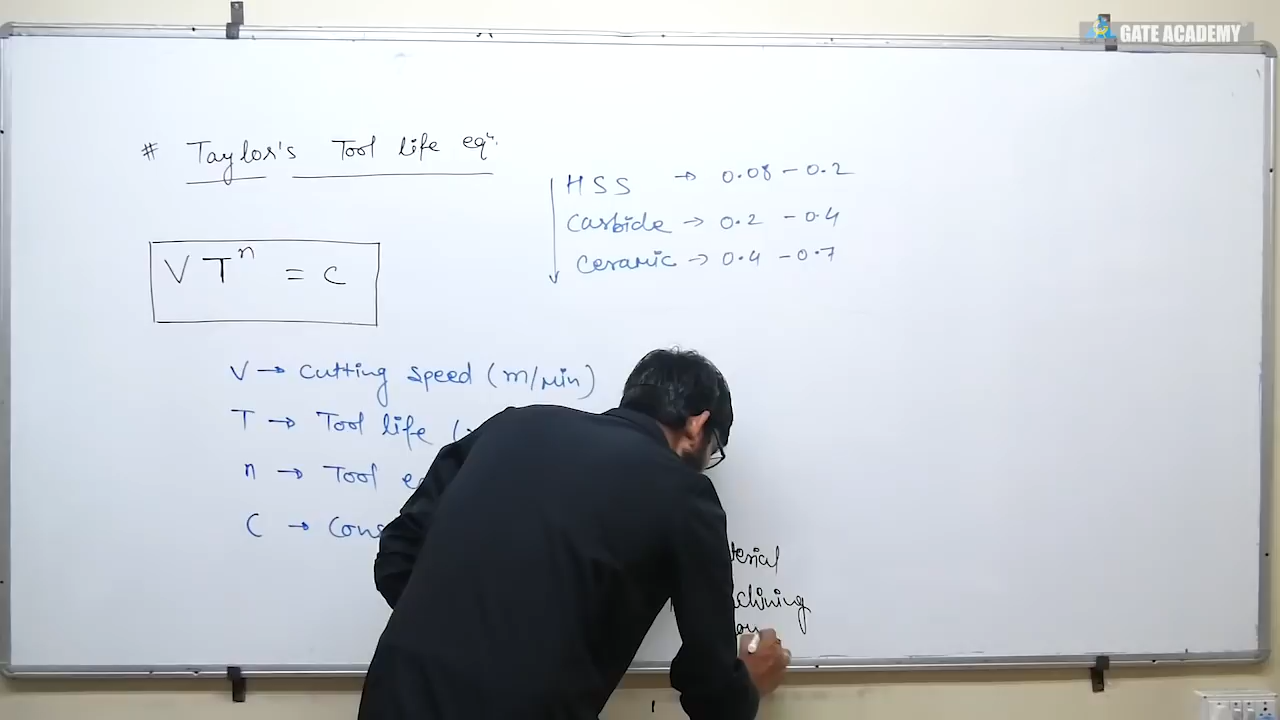 GATE ACADEMY
# Taylor's Tool life eqⁿ.
V Tⁿ = C
HSS → 0.08 - 0.2
Carbide → 0.2 - 0.4
Ceramic → 0.4 - 0.7
V → Cutting speed (m/min)
T → Tool life (
n → Tool
C →